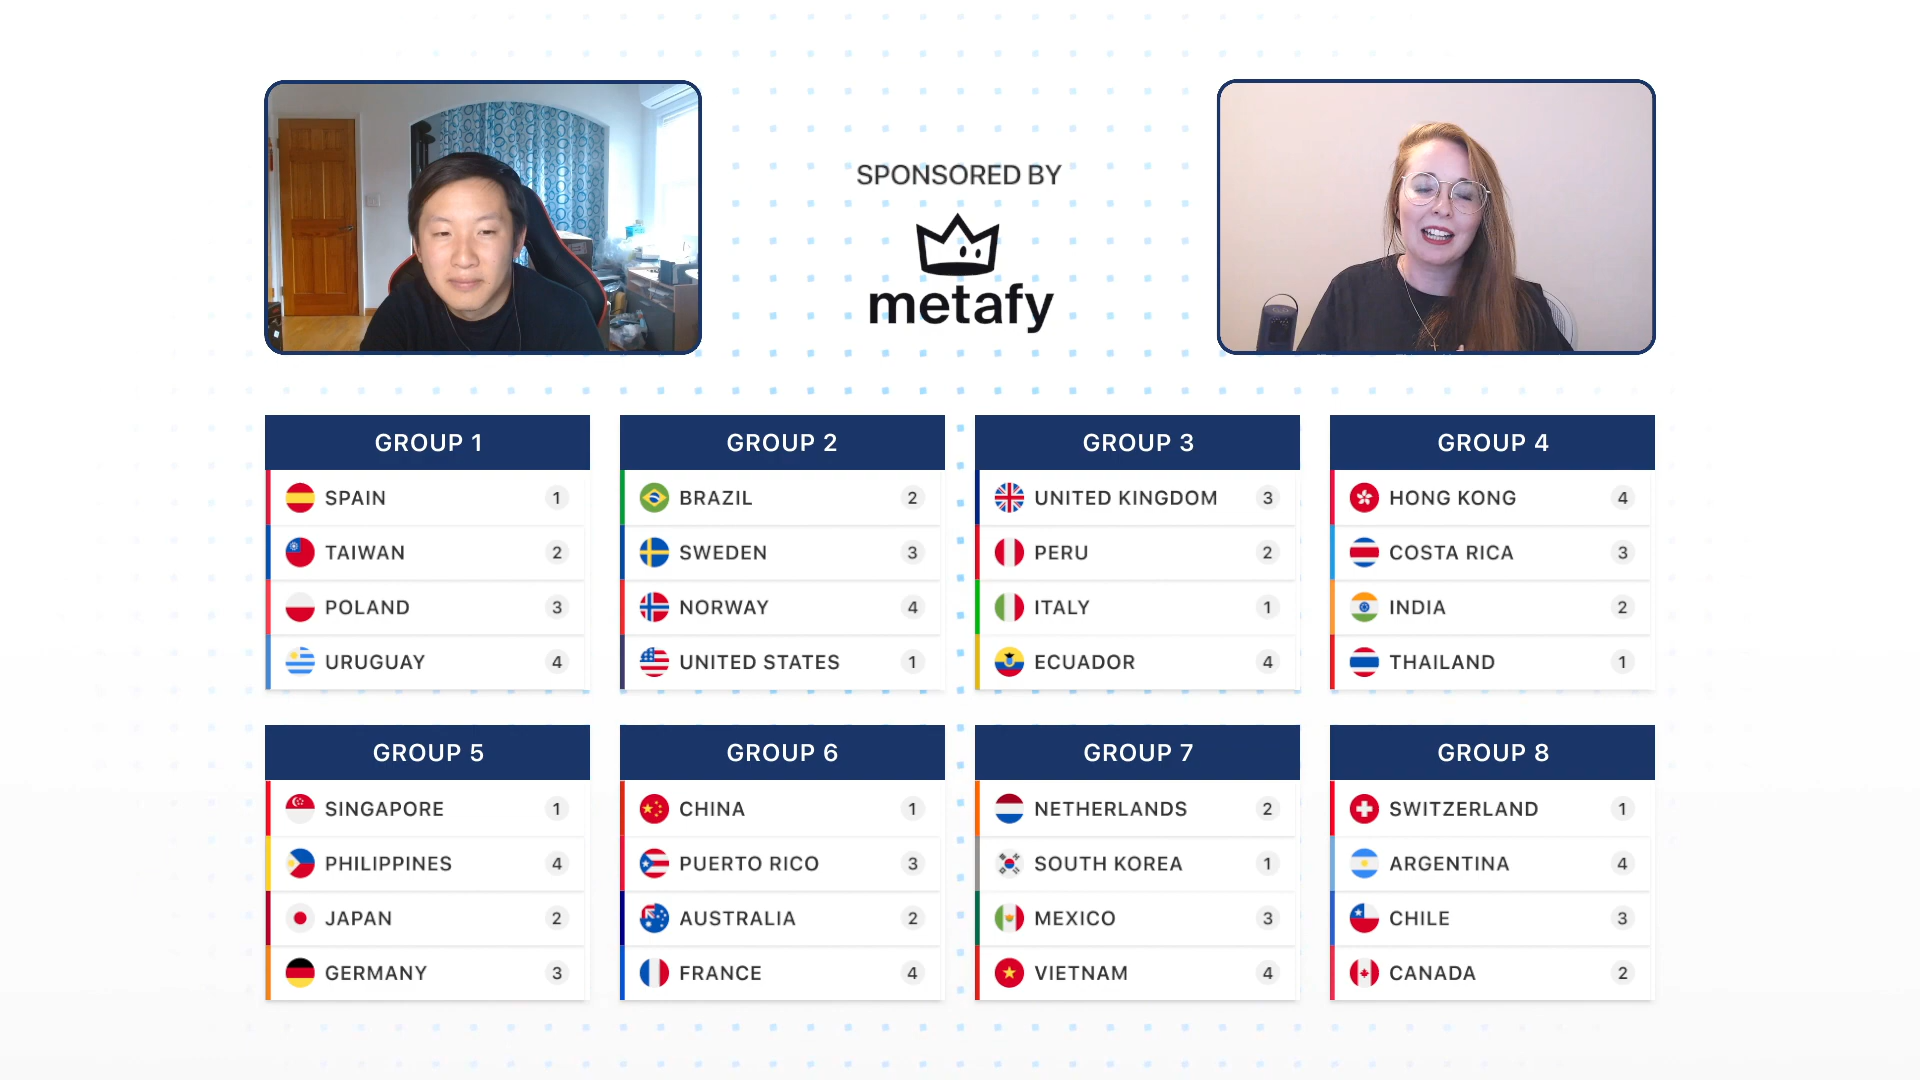 SPONSORED BY
metafy
GROUP 1
SPAIN 1
TAIWAN 2
POLAND 3
URUGUAY 4
GROUP 2
BRAZIL 2
SWEDEN 3
NORWAY 4
UNITED STATES 1
GROUP 3
UNITED KINGDOM 3
PERU 2
ITALY 1
ECUADOR 4
GROUP 4
HONG KONG 4
COSTA RICA 3
INDIA 2
THAILAND 1
GROUP 5
SINGAPORE 1
PHILIPPINES 4
JAPAN 2
GERMANY 3
GROUP 6
CHINA 1
PUERTO RICO 3
AUSTRALIA 2
FRANCE 4
GROUP 7
NETHERLANDS 2
SOUTH KOREA 1
MEXICO 3
VIETNAM 4
GROUP 8
SWITZERLAND 1
ARGENTINA 4
CHILE 3
CANADA 2